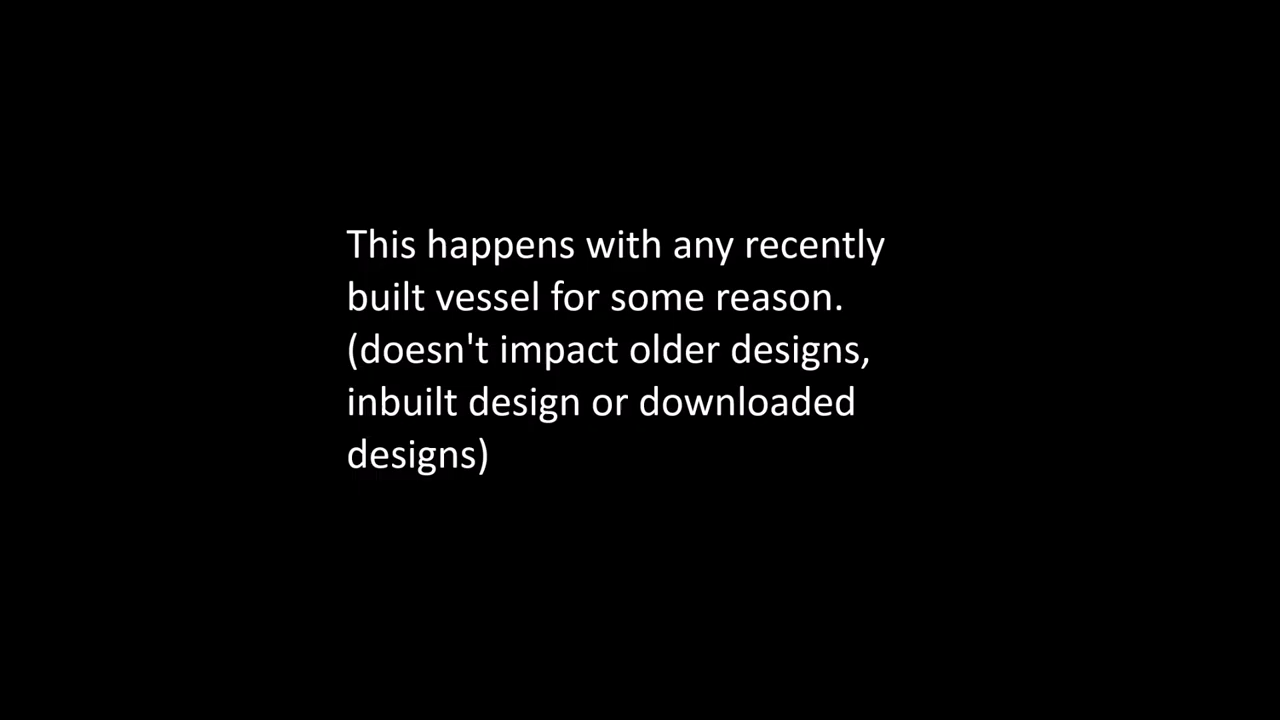 This happens with any recently
built vessel for some reason.
(doesn't impact older designs,
inbuilt design or downloaded
designs)